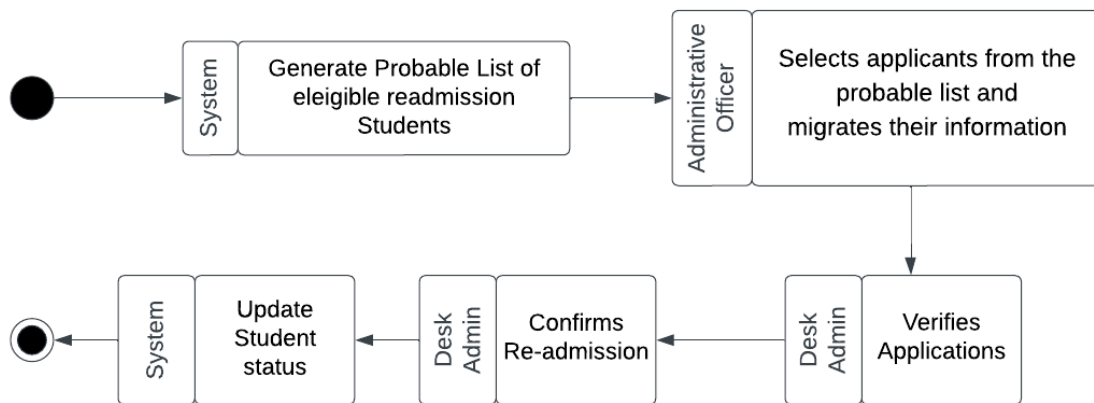 System
Generate Probable List of
eleigible readmission
Students
Administrative
Officer
Selects applicants from the
probable list and
migrates their information
System
Update
Student
status
Desk
Admin
Confirms
Re-admission
Desk
Admin
Verifies
Applications